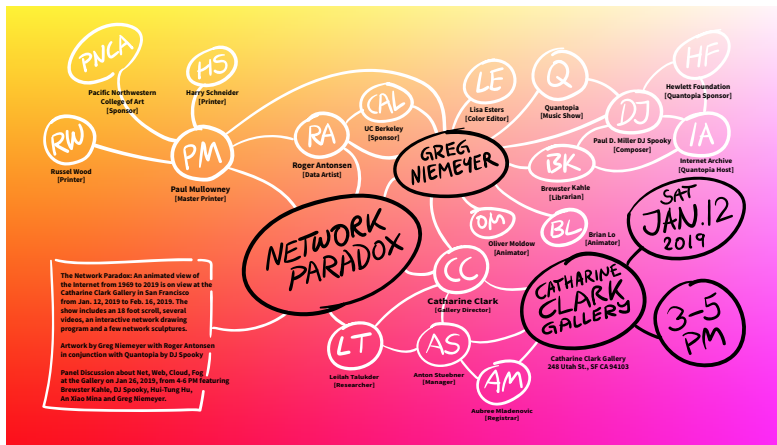 PNCA
Pacific Northwestern
College of Art
[Sponsor]
HS
Harry Schneider
[Printer]
RW
Russel Wood
[Printer]
PM
Paul Mullowney
[Master Printer]
RA
Roger Antonsen
[Data Artist]
CAL
UC Berkeley
[Sponsor]
LE
Lisa Esters
[Color Editor]
Q
Quantopia
[Music Show]
HF
Hewlett Foundation
[Quantopia Sponsor]
DJ
Paul D. Miller DJ Spooky
[Composer]
IA
Internet Archive
[Quantopia Host]
GREG
NIEMEYER
BK
Brewster Kahle
[Librarian]
OM
Oliver Moldow
[Animator]
BL
Brian Lo
[Animator]
SAT
JAN.12
2019
NETWORK
PARADOX
CC
Catharine Clark
[Gallery Director]
CATHARINE
CLARK
GALLERY
Catharine Clark Gallery
248 Utah St., SF CA 94103
3-5
PM
LT
Leilah Talukder
[Researcher]
AS
Anton Stuebner
[Manager]
AM
Aubree Mladenovic
[Registrar]
The Network Paradox: An animated view of
the Internet from 1969 to 2019 is on view at the
Catharine Clark Gallery in San Francisco
from Jan. 12, 2019 to Feb. 16, 2019. The
show includes an 18 foot scroll, several
videos, an interactive network drawing
program and a few network sculptures.
Artwork by Greg Niemeyer with Roger Antonsen
in conjunction with Quantopia by DJ Spooky
Panel Discussion about Net, Web, Cloud, Fog
at the Gallery on Jan 26, 2019, from 4-6 PM featuring
Brewster Kahle, DJ Spooky, Hui-Tung Hu,
An Xiao Mina and Greg Niemeyer.